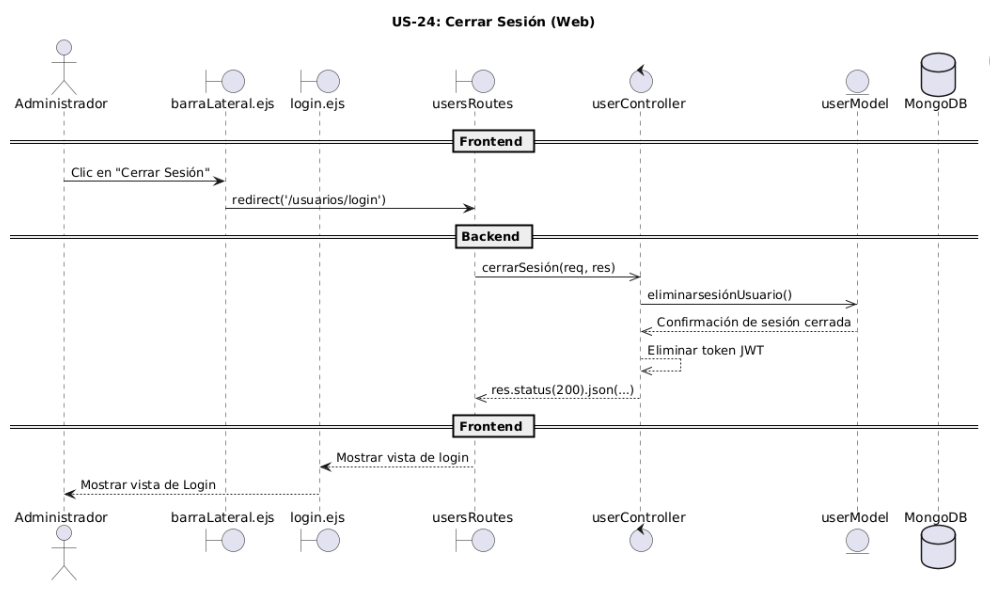 US-24: Cerrar Sesión (Web)
Administrador
barraLateral.ejs
login.ejs
usersRoutes
userController
userModel
MongoDB
Frontend
Clic en "Cerrar Sesión"
redirect('/usuarios/login')
Backend
cerrarSesión(req, res)
eliminarsesiónUsuario()
Confirmación de sesión cerrada
Eliminar token JWT
res.status(200).json(...)
Frontend
Mostrar vista de login
Mostrar vista de Login
Administrador
barraLateral.ejs
login.ejs
usersRoutes
userController
userModel
MongoDB